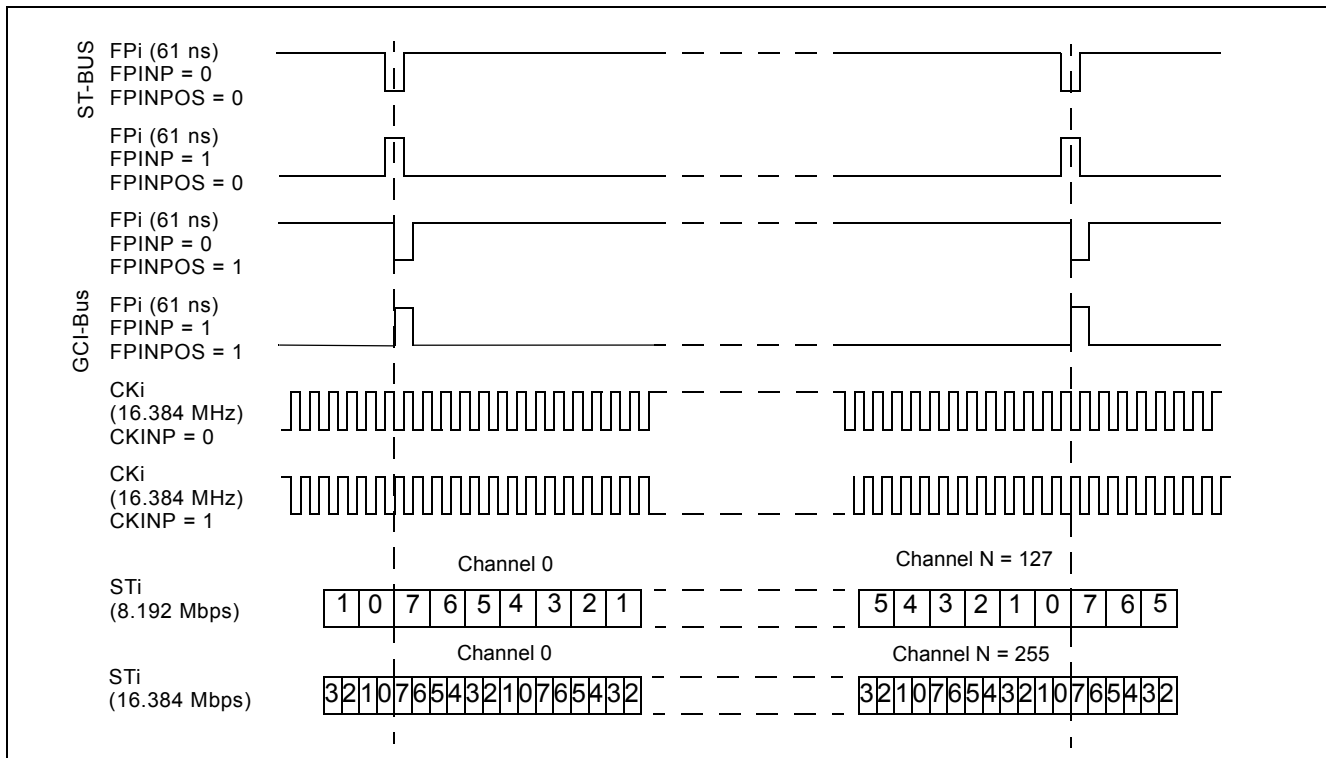 ST-BUS
FPi (61 ns)
FPINP = 0
FPINPOS = 0
FPi (61 ns)
FPINP = 1
FPINPOS = 0
FPi (61 ns)
FPINP = 0
FPINPOS = 1
GCI-Bus
FPi (61 ns)
FPINP = 1
FPINPOS = 1
CKi
(16.384 MHz)
CKINP = 0
CKi
(16.384 MHz)
CKINP = 1
Channel 0
Channel N = 127
STi
(8.192 Mbps)
1 0 7 6 5 4 3 2 1
5 4 3 2 1 0 7 6 5
Channel 0
Channel N = 255
STi
(16.384 Mbps)
3 2 1 0 7 6 5 4 3 2 1 0 7 6 5 4 3 2
3 2 1 0 7 6 5 4 3 2 1 0 7 6 5 4 3 2